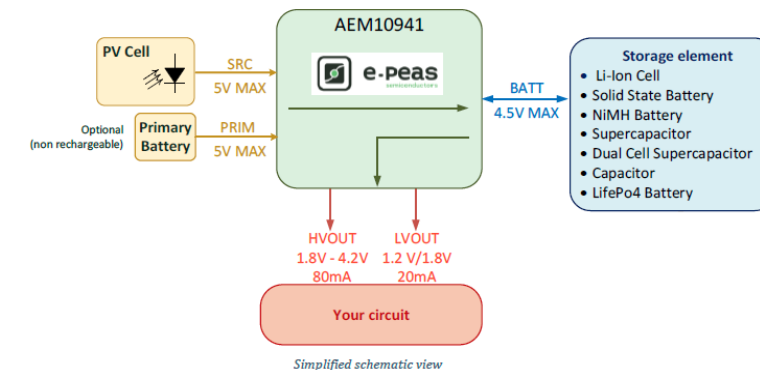 AEM10941
PV Cell
SRC
5V MAX
e-peas
semiconductors
Optional
(non rechargeable)
Primary
Battery
PRIM
5V MAX
BATT
4.5V MAX
Storage element
• Li-Ion Cell
• Solid State Battery
• NiMH Battery
• Supercapacitor
• Dual Cell Supercapacitor
• Capacitor
• LifePo4 Battery
HVOUT
1.8V - 4.2V
80mA
LVOUT
1.2 V/1.8V
20mA
Your circuit
Simplified schematic view